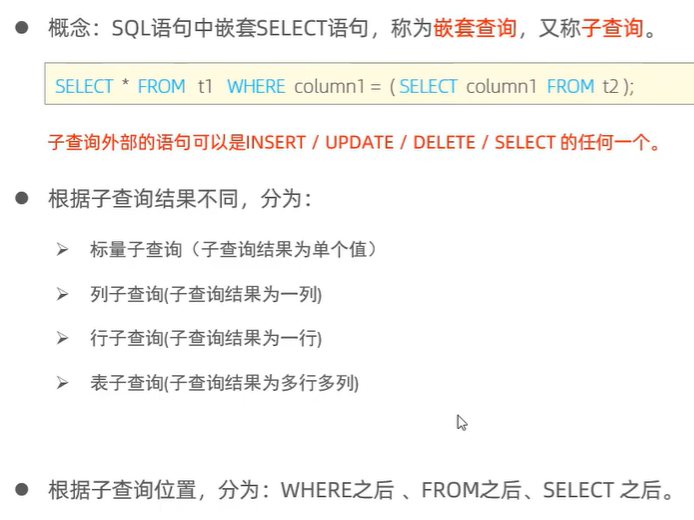 概念：SQL语句中嵌套SELECT语句，称为嵌套查询，又称子查询。
SELECT * FROM t1 WHERE column1 = ( SELECT column1 FROM t2 );
子查询外部的语句可以是INSERT / UPDATE / DELETE / SELECT 的任何一个。
根据子查询结果不同，分为：
标量子查询（子查询结果为单个值）
列子查询(子查询结果为一列)
行子查询(子查询结果为一行)
表子查询(子查询结果为多行多列)
根据子查询位置，分为：WHERE之后 、FROM之后、SELECT 之后。